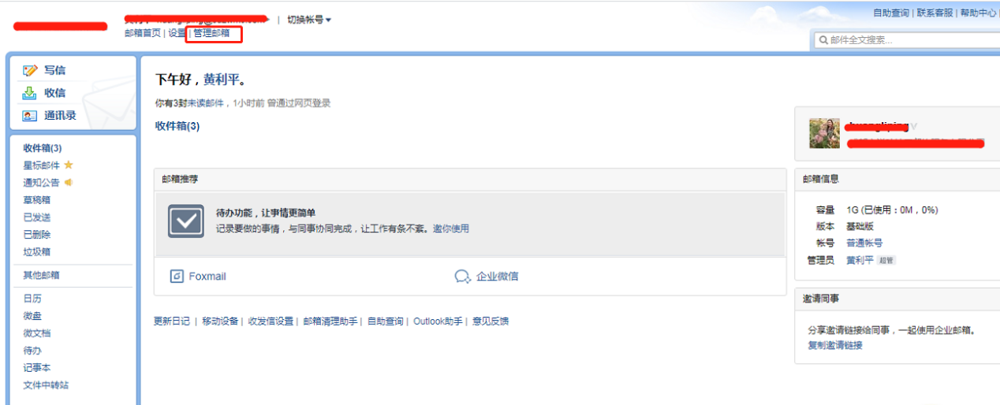 切换帐号
自助查询 | 联系客服 | 帮助中心
邮箱首页 | 设置 | 管理邮箱
邮件全文搜索...
写信
收信
通讯录
收件箱(3)
星标邮件
通知公告
草稿箱
已发送
已删除
垃圾箱
其他邮箱
日历
微盘
微文档
待办
记事本
文件中转站
下午好，黄利平。
你有3封未读邮件，1小时前 曾通过网页登录
收件箱(3)
邮箱推荐
待办功能，让事情更简单
记录要做的事情，与同事协同完成，让工作有条不紊。邀你使用
Foxmail
企业微信
更新日记 | 移动设备 | 收发信设置 | 邮箱清理助手 | 自助查询 | Outlook助手 | 意见反馈
邮箱信息
容量 1G (已使用：0M，0%)
版本 基础版
帐号 普通帐号
管理员 黄利平 超管
邀请同事
分享邀请链接给同事，一起使用企业邮箱。
复制邀请链接